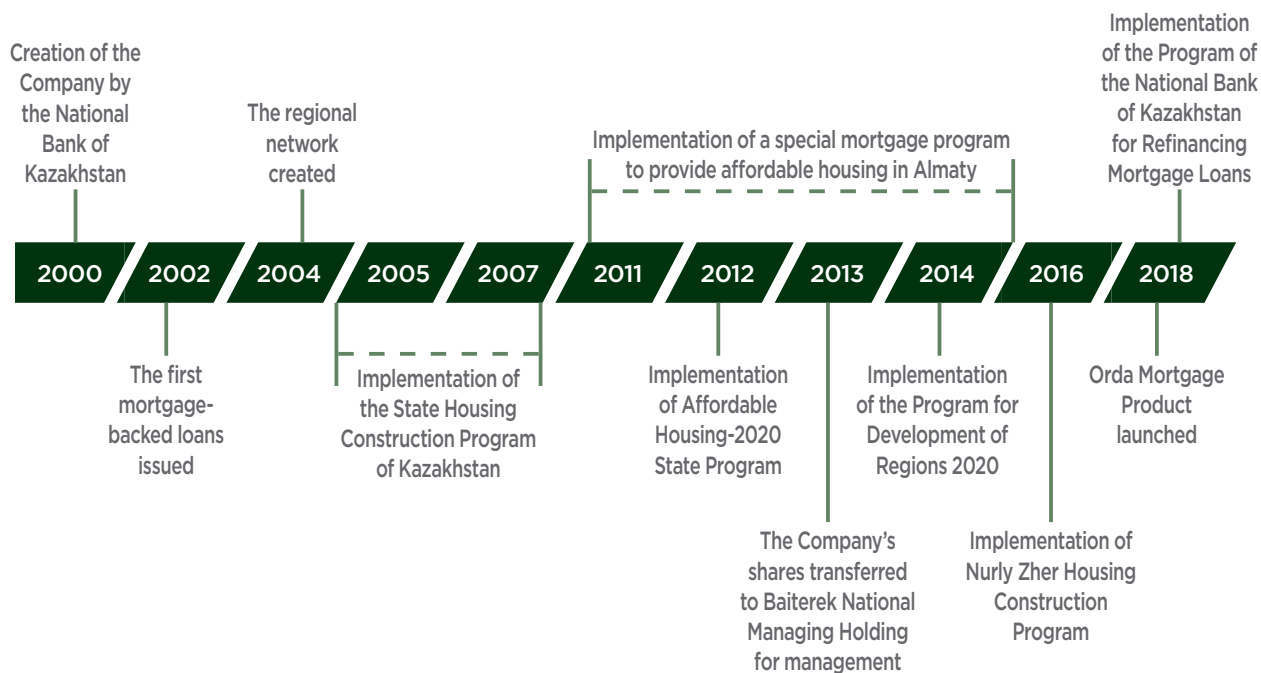 Creation of the
Company by
the National
Bank of
Kazakhstan
The regional
network
created
Implementation of a special mortgage program
to provide affordable housing in Almaty
Implementation
of the Program of
the National Bank
of Kazakhstan
for Refinancing
Mortgage Loans
2000 2002 2004 2005 2007 2011 2012 2013 2014 2016 2018
The first
mortgage-
backed loans
issued
Implementation of
the State Housing
Construction Program
of Kazakhstan
Implementation
of Affordable
Housing-2020
State Program
The Company’s
shares transferred
to Baiterek National
Managing Holding
for management
Implementation
of the Program for
Development of
Regions 2020
Implementation of
Nurly Zher Housing
Construction
Program
Orda Mortgage
Product
launched